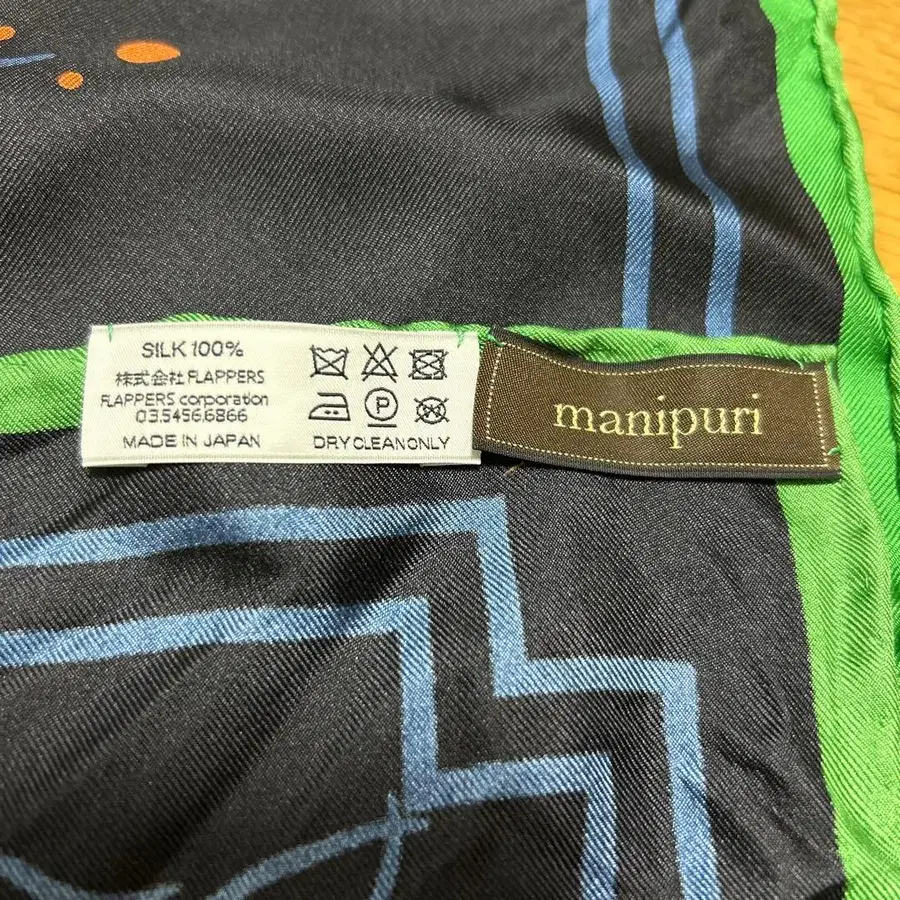 SILK 100%
株式会社 FLAPPERS
FLAPPERS corporation
03.5456.6866
MADE IN JAPAN
P
DRY CLEAN ONLY
manipuri